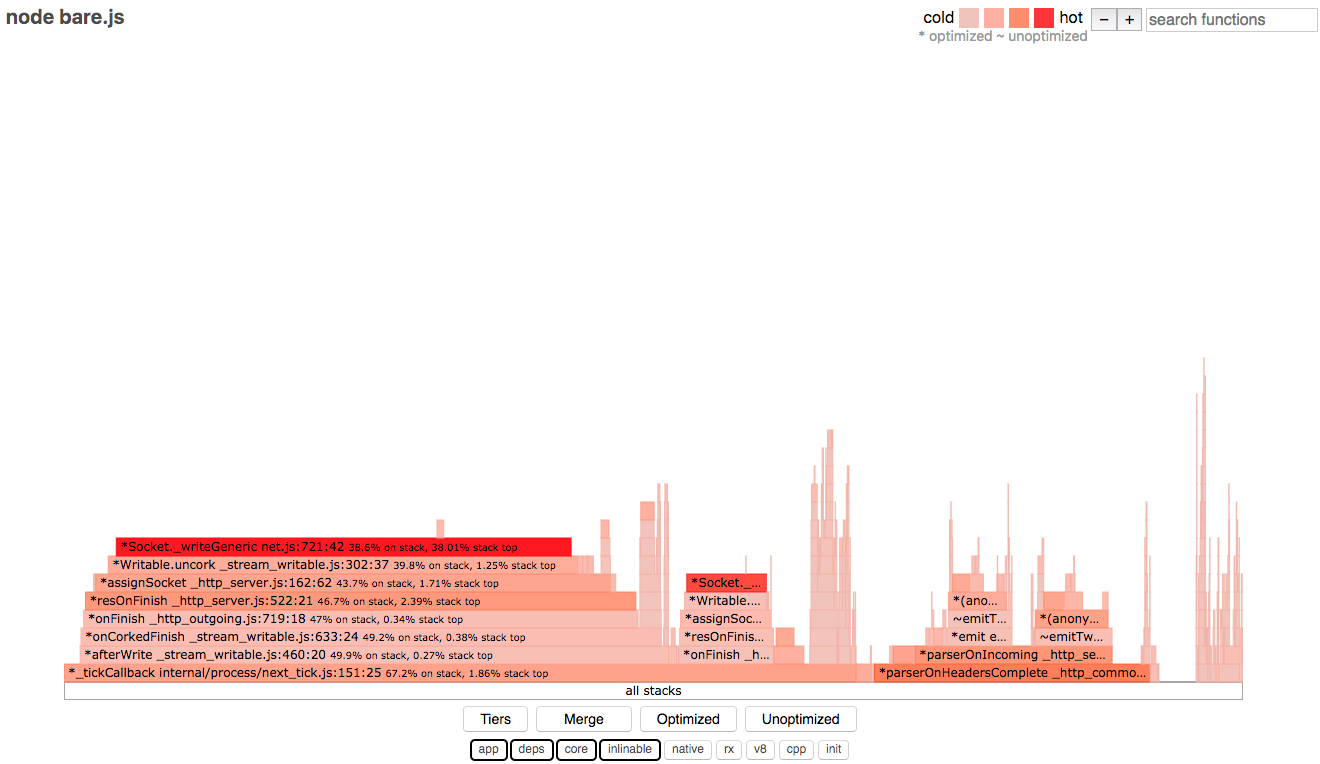 node bare.js
cold hot − + search functions
* optimized ~ unoptimized
*Socket._writeGeneric net.js:721:42 38.6% on stack, 38.01% stack top
*Writable.uncork _stream_writable.js:302:37 39.8% on stack, 1.25% stack top
*assignSocket _http_server.js:162:62 43.7% on stack, 1.71% stack top
*Socket._...
*resOnFinish _http_server.js:522:21 46.7% on stack, 2.39% stack top
*Writable....
*(ano...
*onFinish _http_outgoing.js:719:18 47% on stack, 0.34% stack top
*assignSoc...
~emitT...
*(anony...
*onCorkedFinish _stream_writable.js:633:24 49.2% on stack, 0.38% stack top
*resOnFinis...
*emit e...
~emitTw...
*afterWrite _stream_writable.js:460:20 49.9% on stack, 0.27% stack top
*onFinish _h...
*parserOnIncoming _http_se...
*_tickCallback internal/process/next_tick.js:151:25 67.2% on stack, 1.86% stack top
*parserOnHeadersComplete _http_commo...
all stacks
Tiers Merge Optimized Unoptimized
app deps core inlinable native rx v8 cpp init